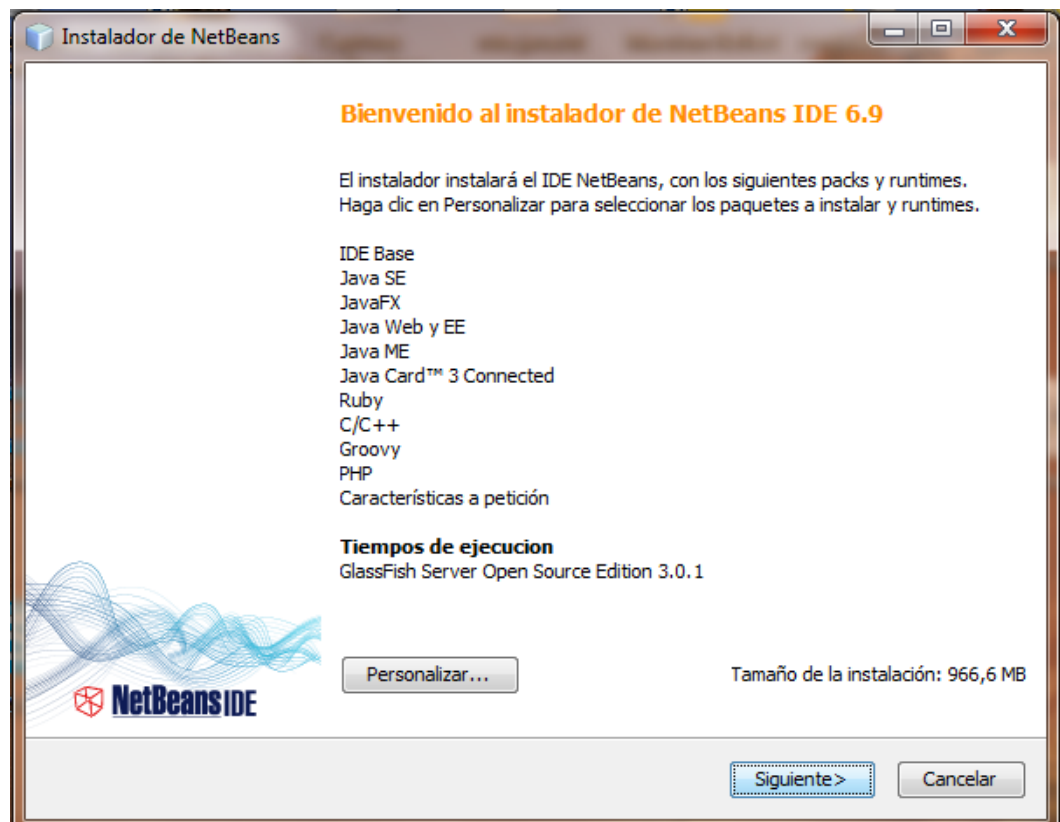 Instalador de NetBeans
Bienvenido al instalador de NetBeans IDE 6.9
El instalador instalará el IDE NetBeans, con los siguientes packs y runtimes.
Haga clic en Personalizar para seleccionar los paquetes a instalar y runtimes.
IDE Base
Java SE
JavaFX
Java Web y EE
Java ME
Java Card™ 3 Connected
Ruby
C/C++
Groovy
PHP
Características a petición
Tiempos de ejecucion
GlassFish Server Open Source Edition 3.0.1
Personalizar...
Tamaño de la instalación: 966,6 MB
NetBeans IDE
Siguiente>
Cancelar